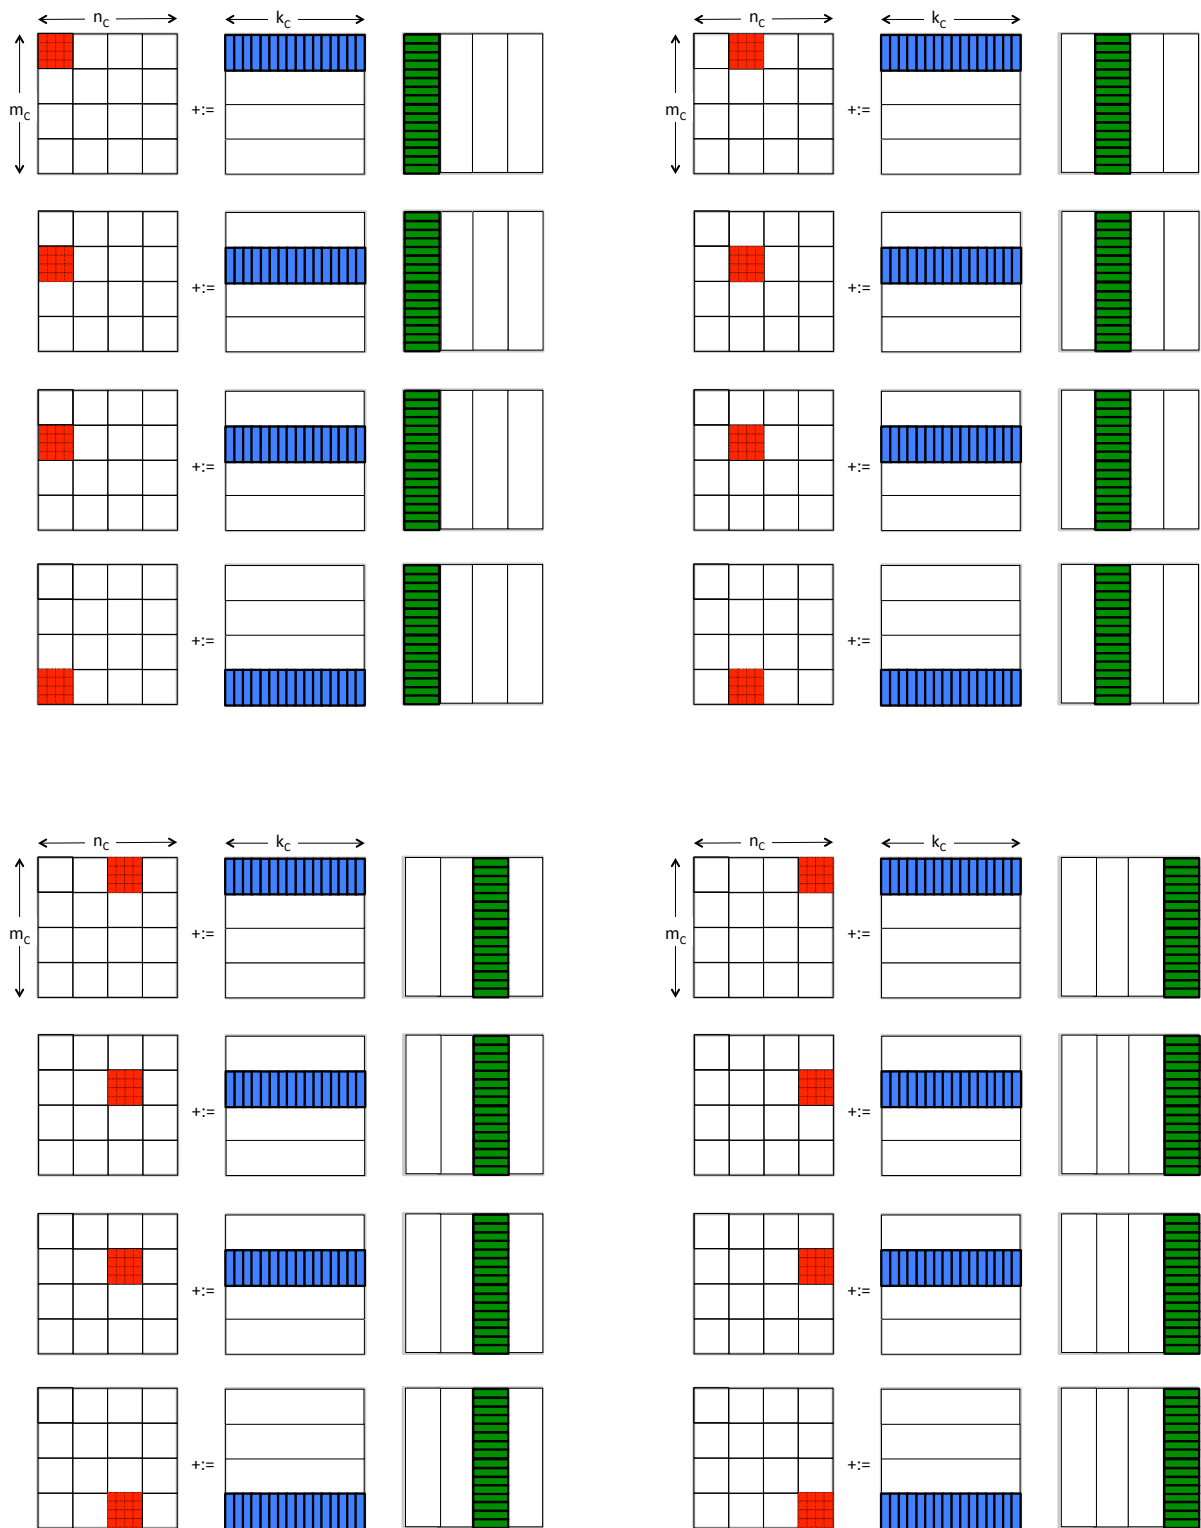 n_C k_C n_C k_C
m_C +:= m_C +:=
+:= +:=
+:= +:=
+:= +:=
n_C k_C n_C k_C
m_C +:= m_C +:=
+:= +:=
+:= +:=
+:= +:=